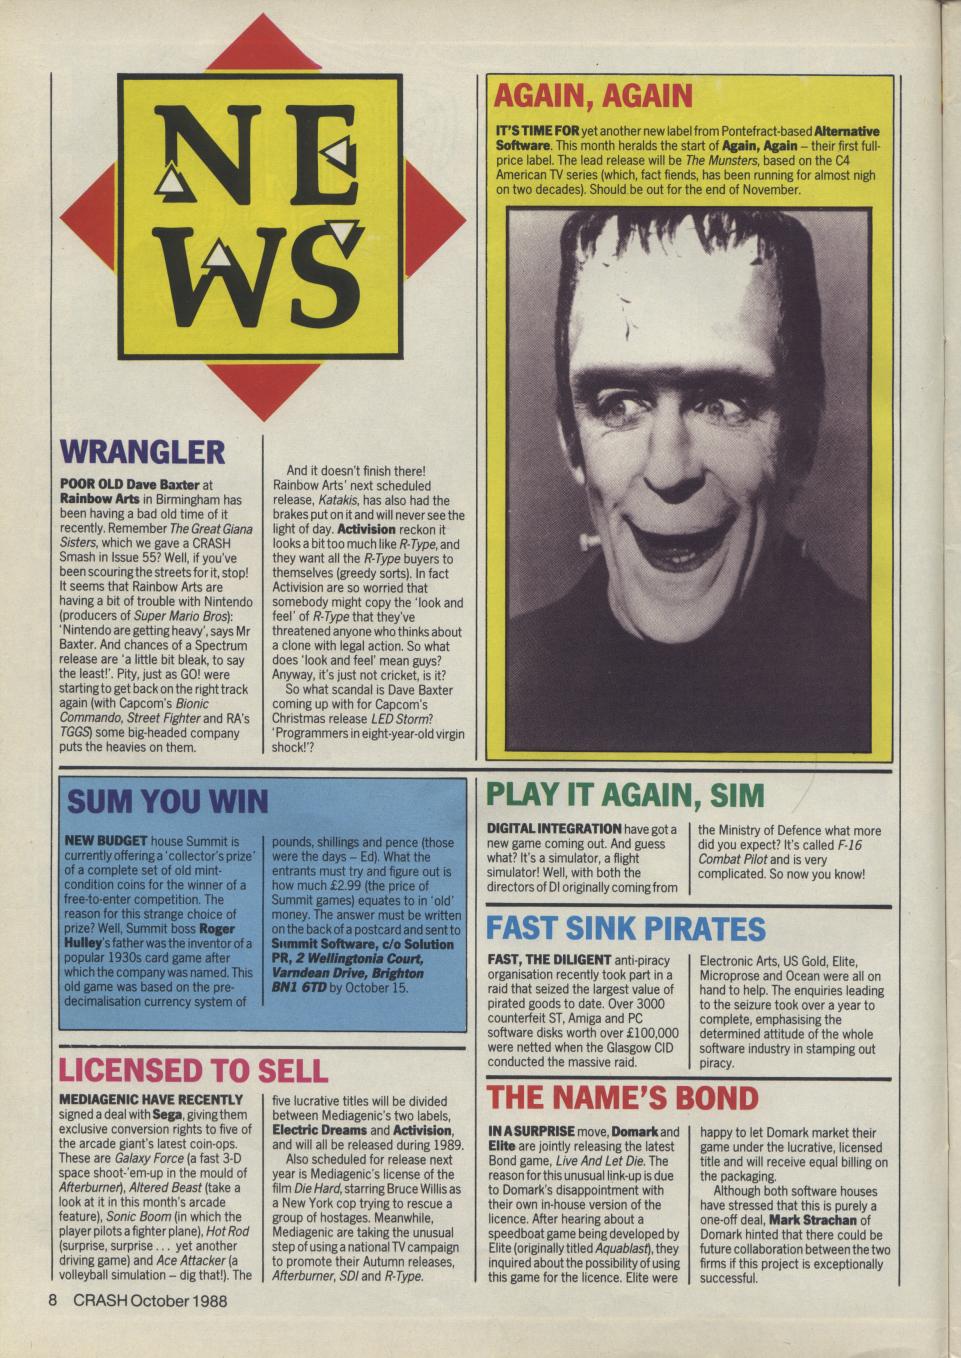 NE
WS
WRANGLER
POOR OLD Dave Baxter at
Rainbow Arts in Birmingham has
been having a bad old time of it
recently. Remember The Great Giana
Sisters, which we gave a CRASH
Smash in Issue 55? Well, if you've
been scouring the streets for it, stop!
It seems that Rainbow Arts are
having a bit of trouble with Nintendo
(producers of Super Mario Bros):
'Nintendo are getting heavy', says Mr
Baxter. And chances of a Spectrum
release are 'a little bit bleak, to say
the least!'. Pity, just as GO! were
starting to get back on the right track
again (with Capcom's Bionic
Commando, Street Fighter and RA's
TGGS) some big-headed company
puts the heavies on them.
And it doesn't finish there!
Rainbow Arts' next scheduled
release, Katakis, has also had the
brakes put on it and will never see the
light of day. Activision reckon it
looks a bit too much like R-Type, and
they want all the R-Type buyers to
themselves (greedy sorts). In fact
Activision are so worried that
somebody might copy the 'look and
feel' of R-Type that they've
threatened anyone who thinks about
a clone with legal action. So what
does 'look and feel' mean guys?
Anyway, it's just not cricket, is it?
So what scandal is Dave Baxter
coming up with for Capcom's
Christmas release LED Storm?
'Programmers in eight-year-old virgin
shock!'?
AGAIN, AGAIN
IT'S TIME FOR yet another new label from Pontefract-based Alternative
Software. This month heralds the start of Again, Again – their first full-
price label. The lead release will be The Munsters, based on the C4
American TV series (which, fact fiends, has been running for almost nigh
on two decades). Should be out for the end of November.
SUM YOU WIN
NEW BUDGET house Summit is
currently offering a 'collector's prize'
of a complete set of old mint-
condition coins for the winner of a
free-to-enter competition. The
reason for this strange choice of
prize? Well, Summit boss Roger
Hulley's father was the inventor of a
popular 1930s card game after
which the company was named. This
old game was based on the pre-
decimalisation currency system of
pounds, shillings and pence (those
were the days – Ed). What the
entrants must try and figure out is
how much £2.99 (the price of
Summit games) equates to in 'old'
money. The answer must be written
on the back of a postcard and sent to
Summit Software, c/o Solution
PR, 2 Wellingtonia Court,
Varndean Drive, Brighton
BN1 6TD by October 15.
PLAY IT AGAIN, SIM
DIGITAL INTEGRATION have got a
new game coming out. And guess
what? It's a simulator, a flight
simulator! Well, with both the
directors of DI originally coming from
the Ministry of Defence what more
did you expect? It's called F-16
Combat Pilot and is very
complicated. So now you know!
FAST SINK PIRATES
FAST, THE DILIGENT anti-piracy
organisation recently took part in a
raid that seized the largest value of
pirated goods to date. Over 3000
counterfeit ST, Amiga and PC
software disks worth over £100,000
were netted when the Glasgow CID
conducted the massive raid.
Electronic Arts, US Gold, Elite,
Microprose and Ocean were all on
hand to help. The enquiries leading
to the seizure took over a year to
complete, emphasising the
determined attitude of the whole
software industry in stamping out
piracy.
LICENSED TO SELL
MEDIAGENIC HAVE RECENTLY
signed a deal with Sega, giving them
exclusive conversion rights to five of
the arcade giant's latest coin-ops.
These are Galaxy Force (a fast 3-D
space shoot-'em-up in the mould of
Afterburner), Altered Beast (take a
look at it in this month's arcade
feature), Sonic Boom (in which the
player pilots a fighter plane), Hot Rod
(surprise, surprise ... yet another
driving game) and Ace Attacker (a
volleyball simulation – dig that!). The
five lucrative titles will be divided
between Mediagenic's two labels,
Electric Dreams and Activision,
and will all be released during 1989.
Also scheduled for release next
year is Mediagenic's license of the
film Die Hard, starring Bruce Willis as
a New York cop trying to rescue a
group of hostages. Meanwhile,
Mediagenic are taking the unusual
step of using a national TV campaign
to promote their Autumn releases,
Afterburner, SDI and R-Type.
THE NAME'S BOND
IN A SURPRISE move, Domark and
Elite are jointly releasing the latest
Bond game, Live And Let Die. The
reason for this unusual link-up is due
to Domark's disappointment with
their own in-house version of the
licence. After hearing about a
speedboat game being developed by
Elite (originally titled Aquablast), they
inquired about the possibility of using
this game for the licence. Elite were
happy to let Domark market their
game under the lucrative, licensed
title and will receive equal billing on
the packaging.
Although both software houses
have stressed that this is purely a
one-off deal, Mark Strachan of
Domark hinted that there could be
future collaboration between the two
firms if this project is exceptionally
successful.
8 CRASH October 1988